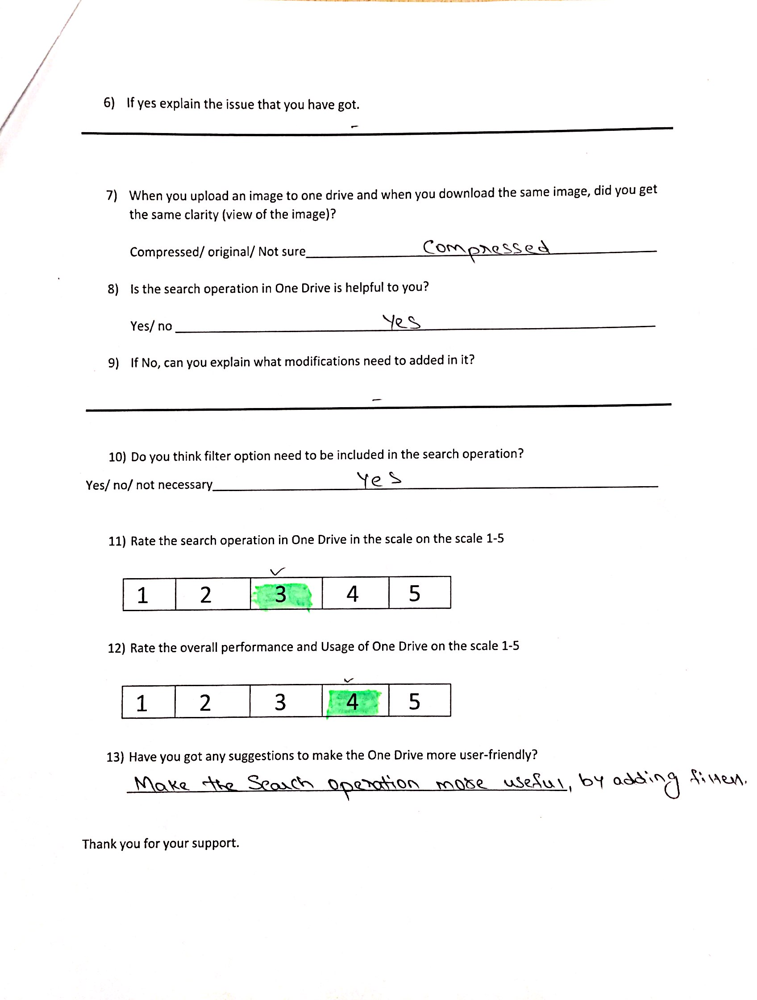 6) If yes explain the issue that you have got.
-
7) When you upload an image to one drive and when you download the same image, did you get
the same clarity (view of the image)?
Compressed/ original/ Not sure Compressed
8) Is the search operation in One Drive is helpful to you?
Yes/ no Yes
9) If No, can you explain what modifications need to added in it?
-
10) Do you think filter option need to be included in the search operation?
Yes/ no/ not necessary Yes
11) Rate the search operation in One Drive in the scale on the scale 1-5
✓
1 2 3 4 5
12) Rate the overall performance and Usage of One Drive on the scale 1-5
✓
1 2 3 4 5
13) Have you got any suggestions to make the One Drive more user-friendly?
Make the Search operation more useful, by adding filter.
Thank you for your support.